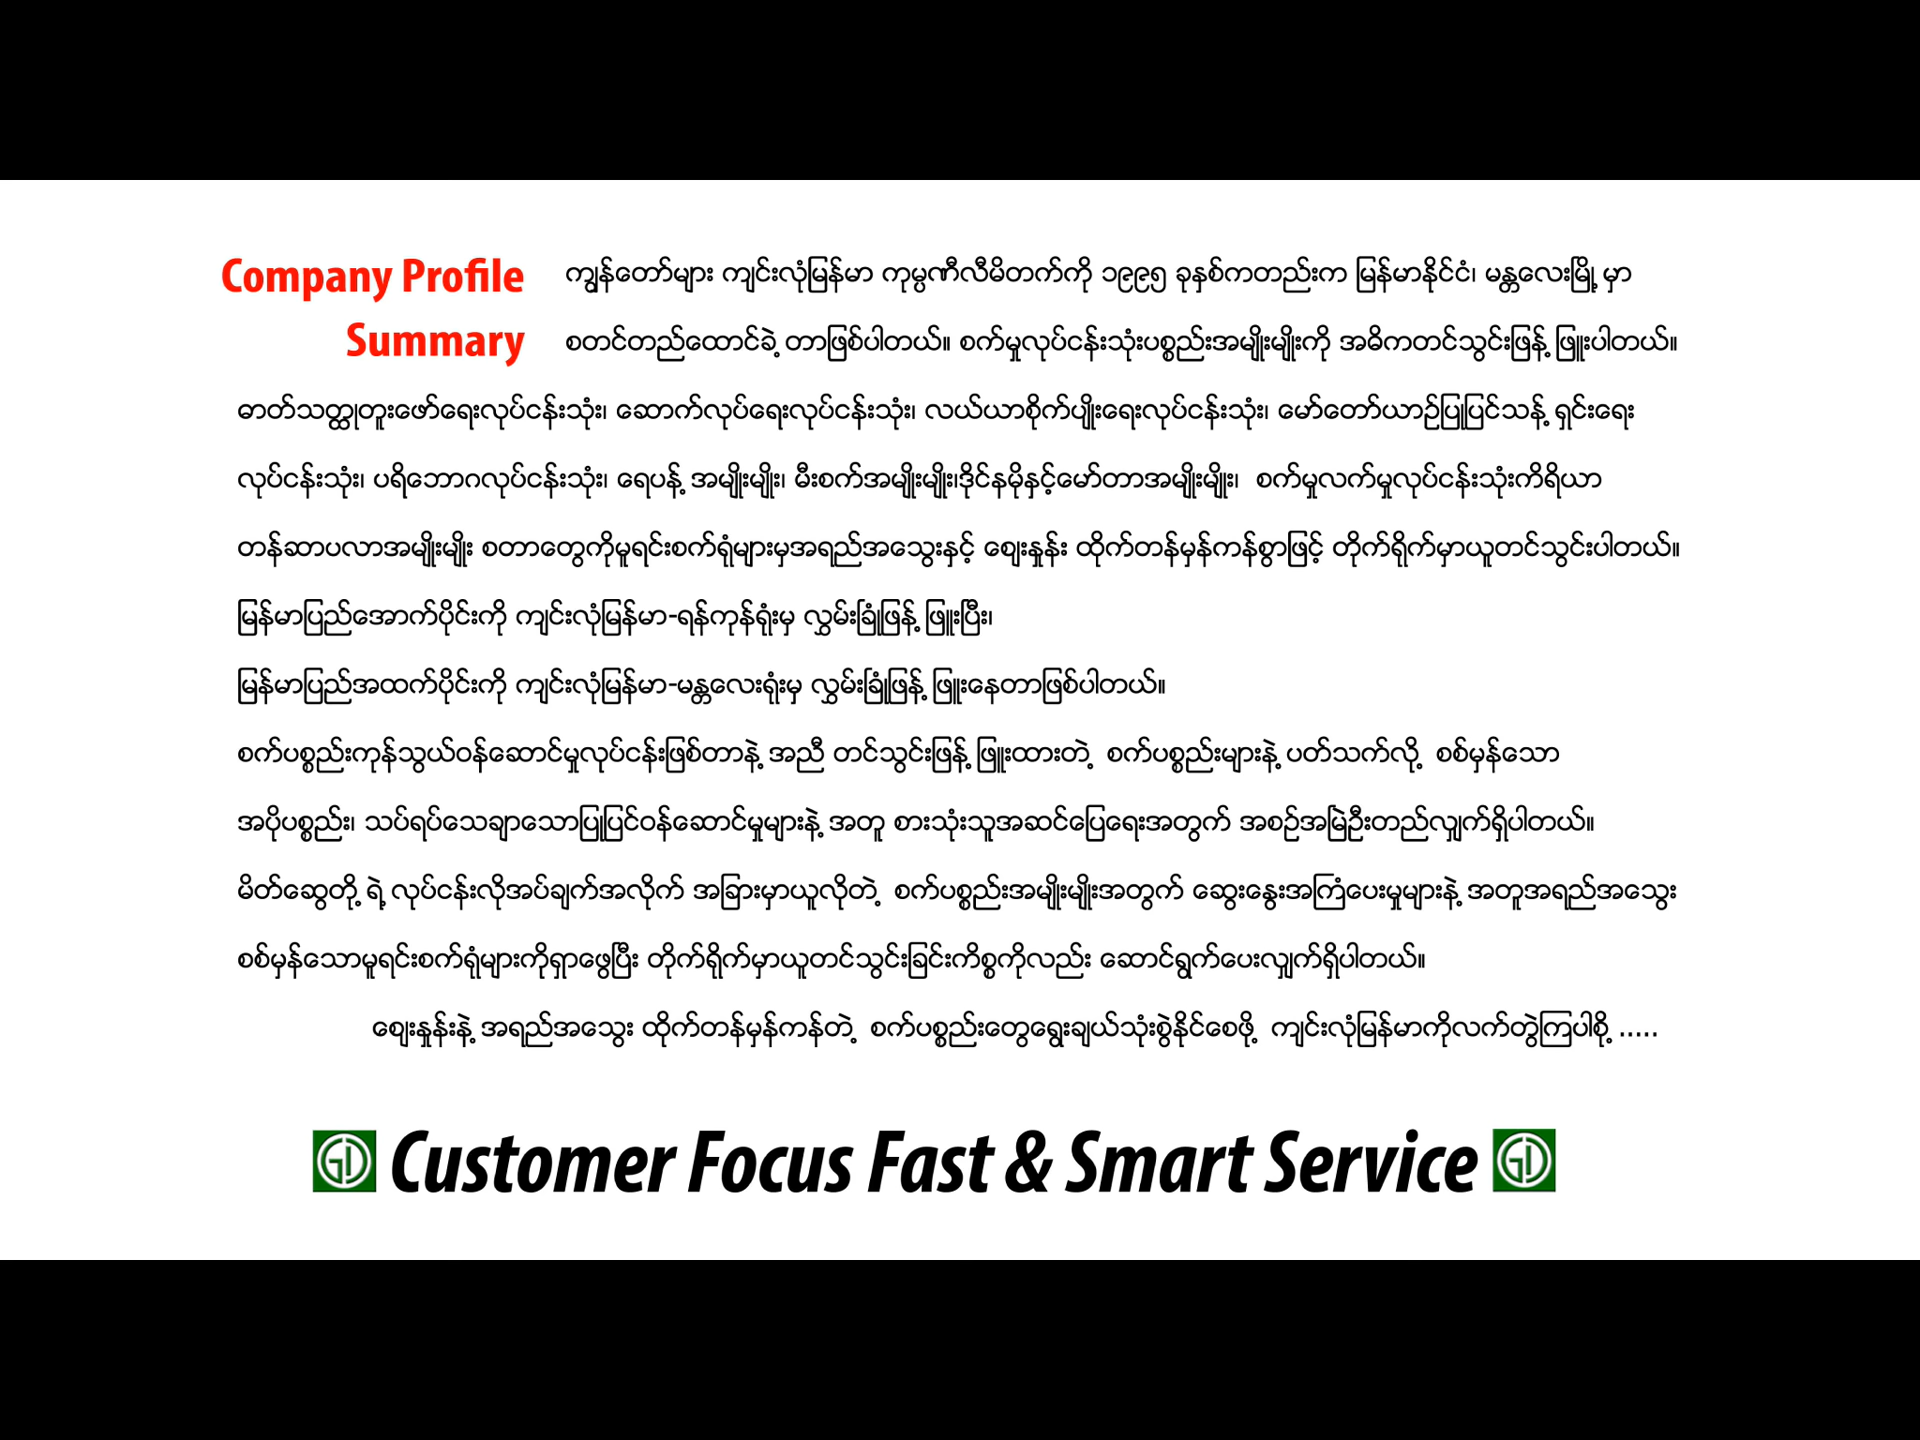 Company Profile ကျွန်တော်များ ကျင်းလုံမြန်မာ ကုမ္ပဏီလီမိတက်ကို ၁၉၉၅ ခုနှစ်ကတည်းက မြန်မာနိုင်ငံ၊ မန္တလေးမြို့ မှာ
Summary စတင်တည်ထောင်ခဲ့ တာဖြစ်ပါတယ်။ စက်မှုလုပ်ငန်းသုံးပစ္စည်းအမျိုးမျိုးကို အဓိကတင်သွင်းဖြန့် ဖြူးပါတယ်။
ဓာတ်သတ္ထုတူးဖော်ရေးလုပ်ငန်းသုံး၊ ဆောက်လုပ်ရေးလုပ်ငန်းသုံး၊ လယ်ယာစိုက်ပျိုးရေးလုပ်ငန်းသုံး၊ မော်တော်ယာဉ်ပြုပြင်သန့် ရှင်းရေး
လုပ်ငန်းသုံး၊ ပရိဘောဂလုပ်ငန်းသုံး၊ ရေပန့် အမျိုးမျိုး၊ မီးစက်အမျိုးမျိုး၊ဒိုင်နမိုနှင့်မော်တာအမျိုးမျိုး၊ စက်မှုလက်မှုလုပ်ငန်းသုံးကိရိယာ
တန်ဆာပလာအမျိုးမျိုး စတာတွေကိုမူရင်းစက်ရုံများမှအရည်အသွေးနှင့် စျေးနှုန်း ထိုက်တန်မှန်ကန်စွာဖြင့် တိုက်ရိုက်မှာယူတင်သွင်းပါတယ်။
မြန်မာပြည်အောက်ပိုင်းကို ကျင်းလုံမြန်မာ-ရန်ကုန်ရုံးမှ လွှမ်းခြုံဖြန့် ဖြူးပြီး၊
မြန်မာပြည်အထက်ပိုင်းကို ကျင်းလုံမြန်မာ-မန္တလေးရုံးမှ လွှမ်းခြုံဖြန့် ဖြူးနေတာဖြစ်ပါတယ်။
စက်ပစ္စည်းကုန်သွယ်ဝန်ဆောင်မှုလုပ်ငန်းဖြစ်တာနဲ့ အညီ တင်သွင်းဖြန့် ဖြူးထားတဲ့ စက်ပစ္စည်းများနဲ့ ပတ်သက်လို့ စစ်မှန်သော
အပိုပစ္စည်း၊ သပ်ရပ်သေချာသောပြုပြင်ဝန်ဆောင်မှုများနဲ့ အတူ စားသုံးသူအဆင်ပြေရေးအတွက် အစဉ်အမြဲဦးတည်လျှက်ရှိပါတယ်။
မိတ်ဆွေတို့ ရဲ့ လုပ်ငန်းလိုအပ်ချက်အလိုက် အခြားမှာယူလိုတဲ့ စက်ပစ္စည်းအမျိုးမျိုးအတွက် ဆွေးနွေးအကြံပေးမှုများနဲ့ အတူအရည်အသွေး
စစ်မှန်သောမူရင်းစက်ရုံများကိုရှာဖွေပြီး တိုက်ရိုက်မှာယူတင်သွင်းခြင်းကိစ္စကိုလည်း ဆောင်ရွက်ပေးလျှက်ရှိပါတယ်။
စျေးနှုန်းနဲ့ အရည်အသွေး ထိုက်တန်မှန်ကန်တဲ့ စက်ပစ္စည်းတွေရွေးချယ်သုံးစွဲနိုင်စေဖို့ ကျင်းလုံမြန်မာကိုလက်တွဲကြပါစို့ .....
Customer Focus Fast & Smart Service